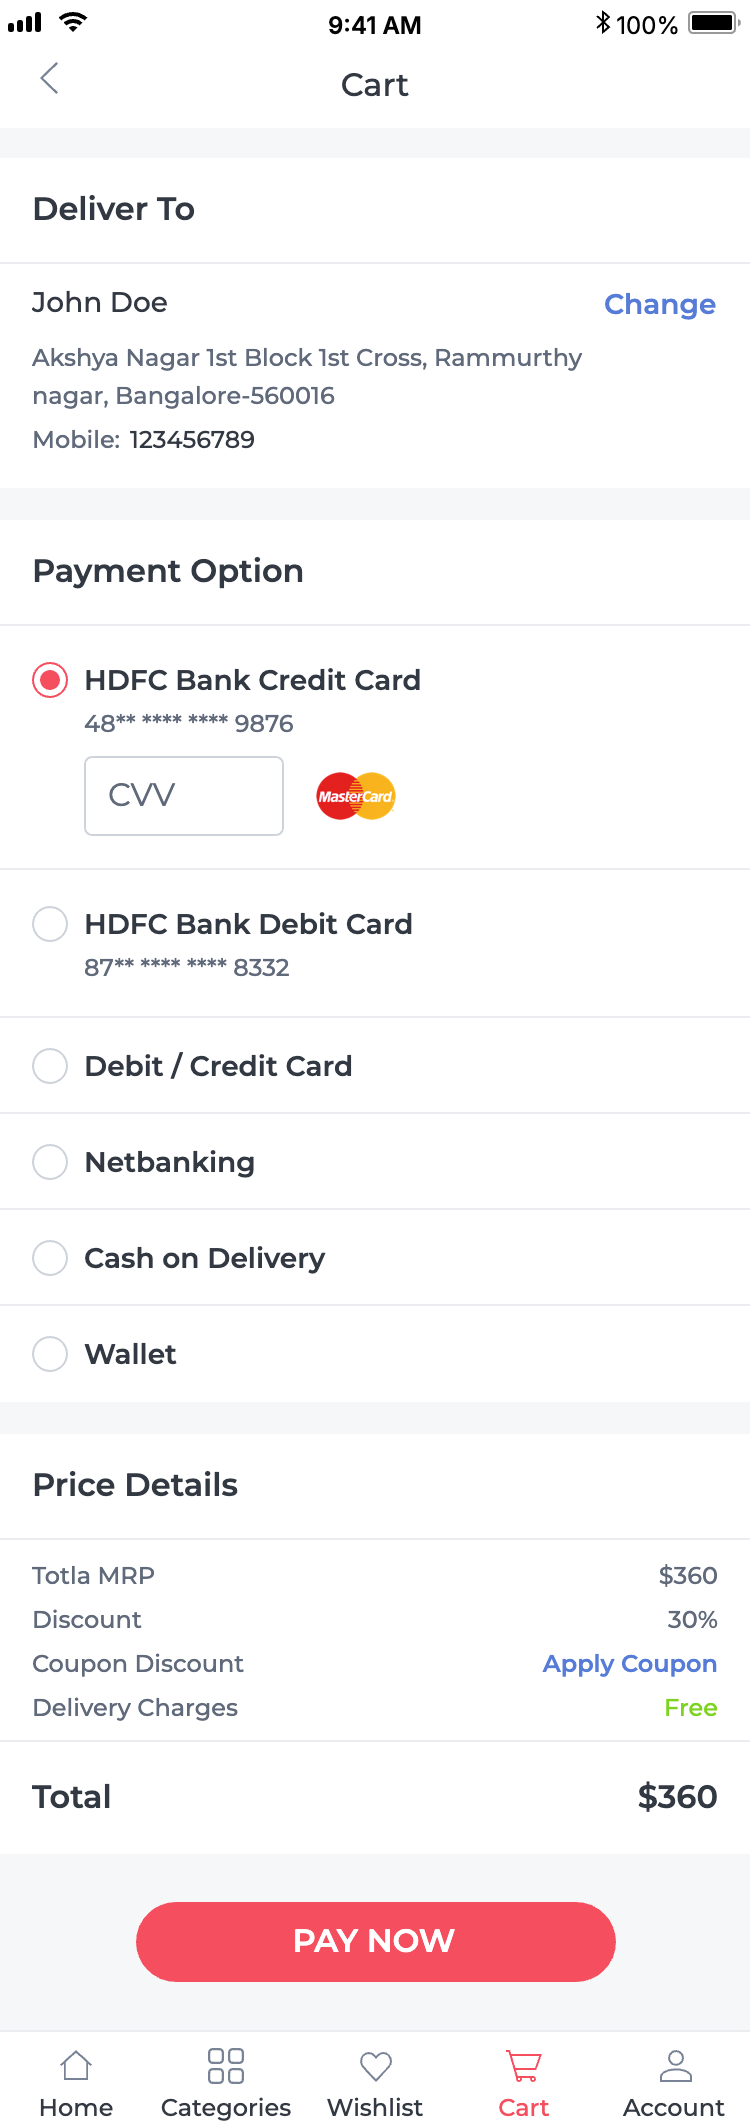 9:41 AM
100%
Cart
Deliver To
John Doe
Change
Akshya Nagar 1st Block 1st Cross, Rammurthy
nagar, Bangalore-560016
Mobile: 123456789
Payment Option
HDFC Bank Credit Card
48** **** **** 9876
CVV
MasterCard
HDFC Bank Debit Card
87** **** **** 8332
Debit / Credit Card
Netbanking
Cash on Delivery
Wallet
Price Details
Totla MRP $360
Discount 30%
Coupon Discount Apply Coupon
Delivery Charges Free
Total $360
PAY NOW
Home Categories Wishlist Cart Account